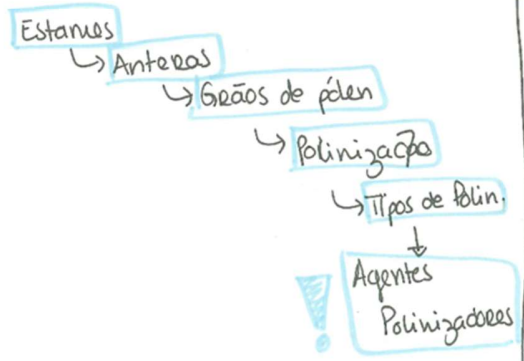 Estames
Anteras
Grãos de pólen
Polinização
Tipos de Polin.
Agentes
Polinizadores